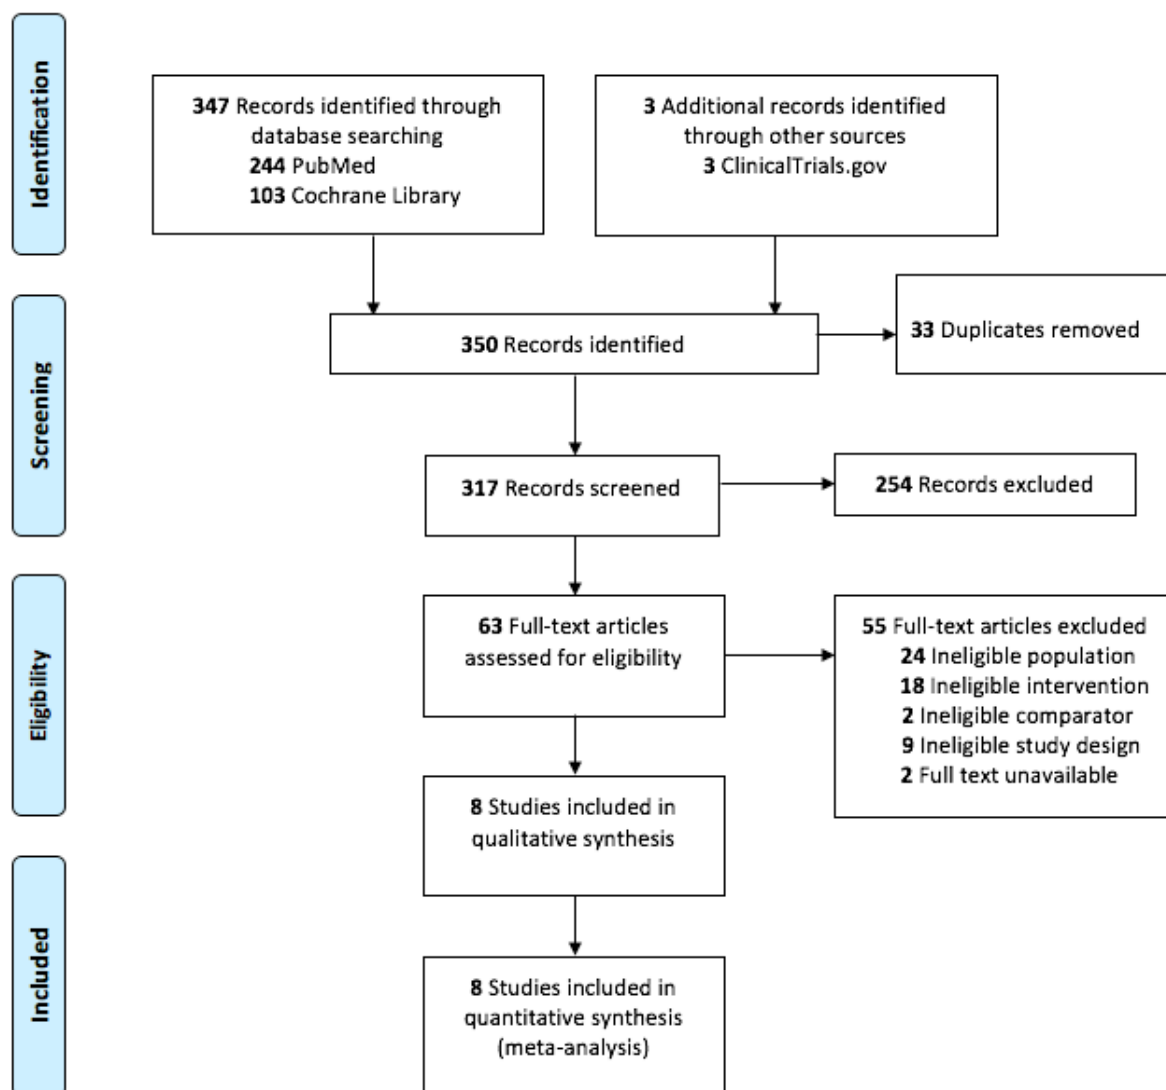 Identification
347 Records identified through
database searching
244 PubMed
103 Cochrane Library
3 Additional records identified
through other sources
3 ClinicalTrials.gov
Screening
350 Records identified
33 Duplicates removed
317 Records screened
254 Records excluded
Eligibility
63 Full-text articles
assessed for eligibility
55 Full-text articles excluded
24 Ineligible population
18 Ineligible intervention
2 Ineligible comparator
9 Ineligible study design
2 Full text unavailable
8 Studies included in
qualitative synthesis
Included
8 Studies included in
quantitative synthesis
(meta-analysis)